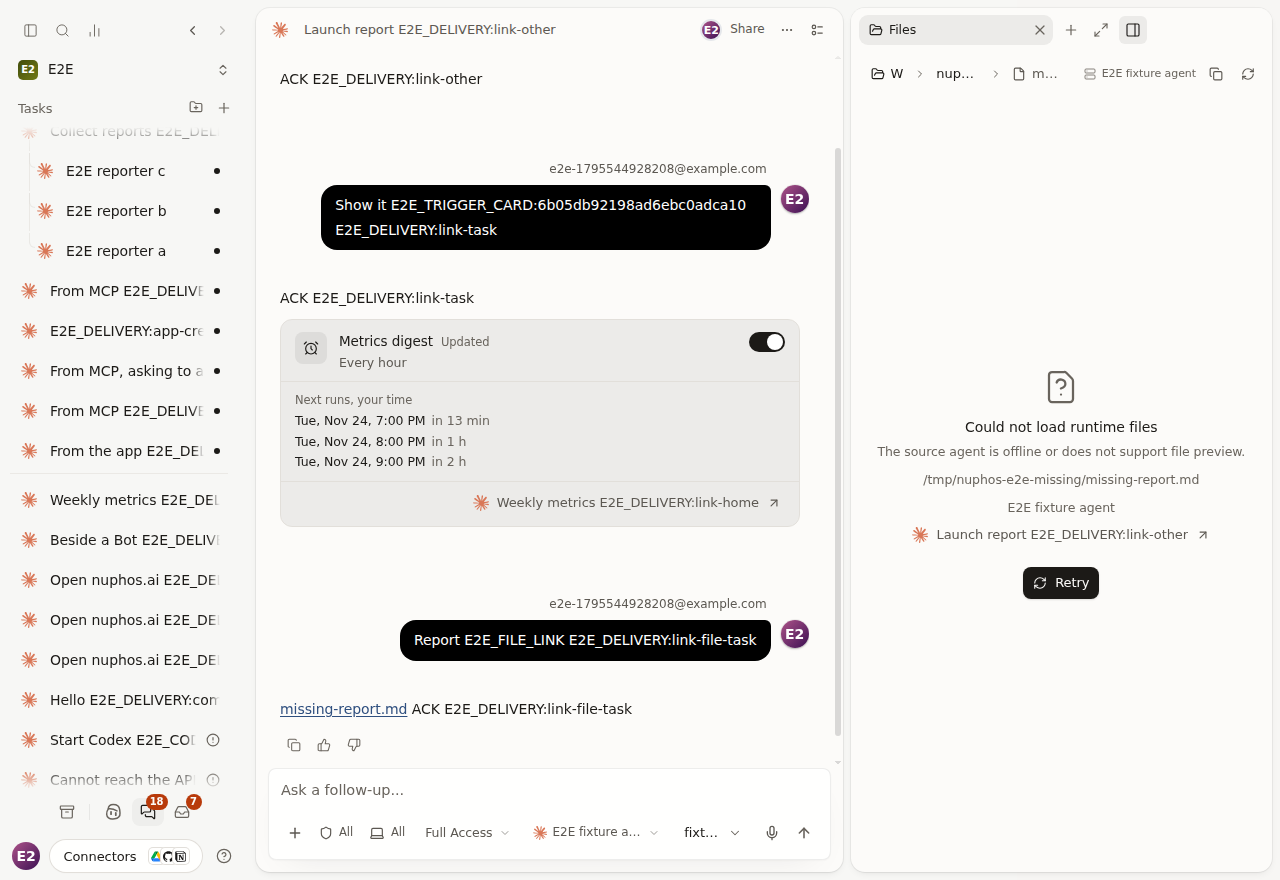 E2 E2E
Tasks
Collect reports E2E_DEL
E2E reporter c
E2E reporter b
E2E reporter a
From MCP E2E_DELIVE
E2E_DELIVERY:app-cre
From MCP, asking to a
From MCP E2E_DELIVE
From the app E2E_DEL
Weekly metrics E2E_DEL
Beside a Bot E2E_DELIV
Open nuphos.ai E2E_DE
Open nuphos.ai E2E_DE
Open nuphos.ai E2E_DE
Hello E2E_DELIVERY:com
Start Codex E2E_CO
Cannot reach the AP
18
7
E2 Connectors
Launch report E2E_DELIVERY:link-other
E2 Share
ACK E2E_DELIVERY:link-other
e2e-1795544928208@example.com
Show it E2E_TRIGGER_CARD:6b05db92198ad6ebc0adca10
E2E_DELIVERY:link-task
E2
ACK E2E_DELIVERY:link-task
Metrics digest Updated
Every hour
Next runs, your time
Tue, Nov 24, 7:00 PM in 13 min
Tue, Nov 24, 8:00 PM in 1 h
Tue, Nov 24, 9:00 PM in 2 h
Weekly metrics E2E_DELIVERY:link-home
e2e-1795544928208@example.com
Report E2E_FILE_LINK E2E_DELIVERY:link-file-task
E2
missing-report.md ACK E2E_DELIVERY:link-file-task
Ask a follow-up...
All All Full Access E2E fixture a... fixt...
Files
W nup... m... E2E fixture agent
Could not load runtime files
The source agent is offline or does not support file preview.
/tmp/nuphos-e2e-missing/missing-report.md
E2E fixture agent
Launch report E2E_DELIVERY:link-other
Retry